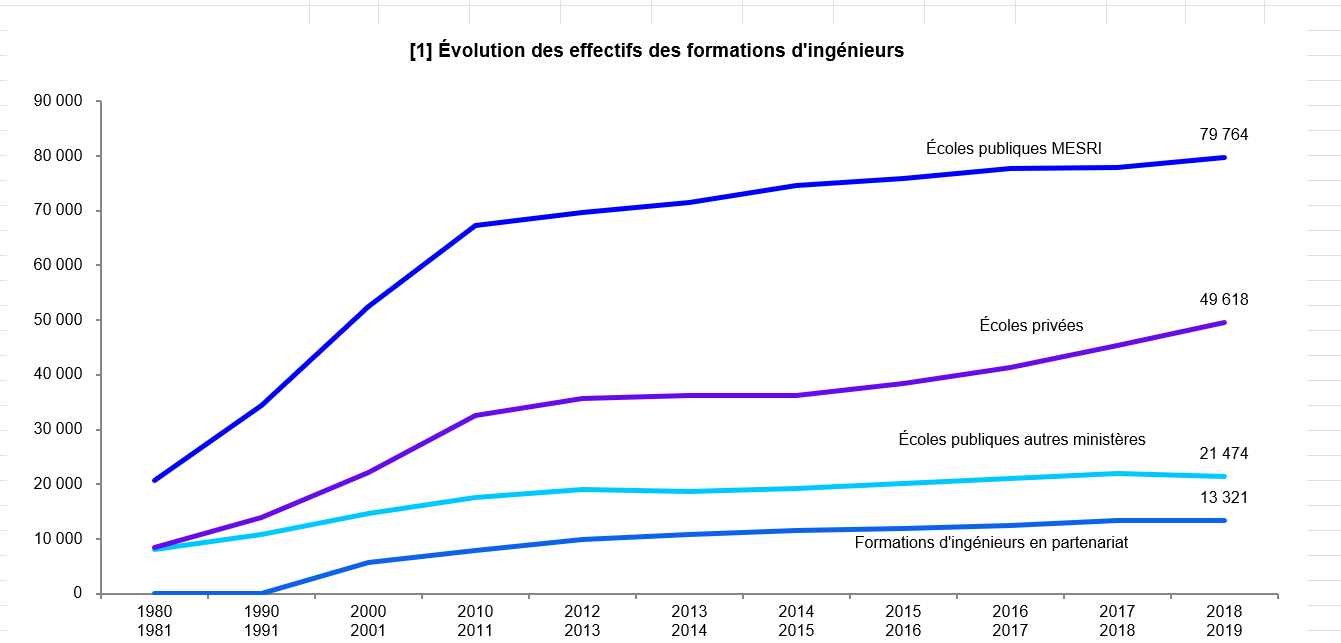 [1] Évolution des effectifs des formations d'ingénieurs
90 000
80 000
70 000
60 000
50 000
40 000
30 000
20 000
10 000
0
Écoles publiques MESRI
79 764
Écoles privées
49 618
Écoles publiques autres ministères
21 474
13 321
Formations d'ingénieurs en partenariat
1980 1990 2000 2010 2012 2013 2014 2015 2016 2017 2018
1981 1991 2001 2011 2013 2014 2015 2016 2017 2018 2019